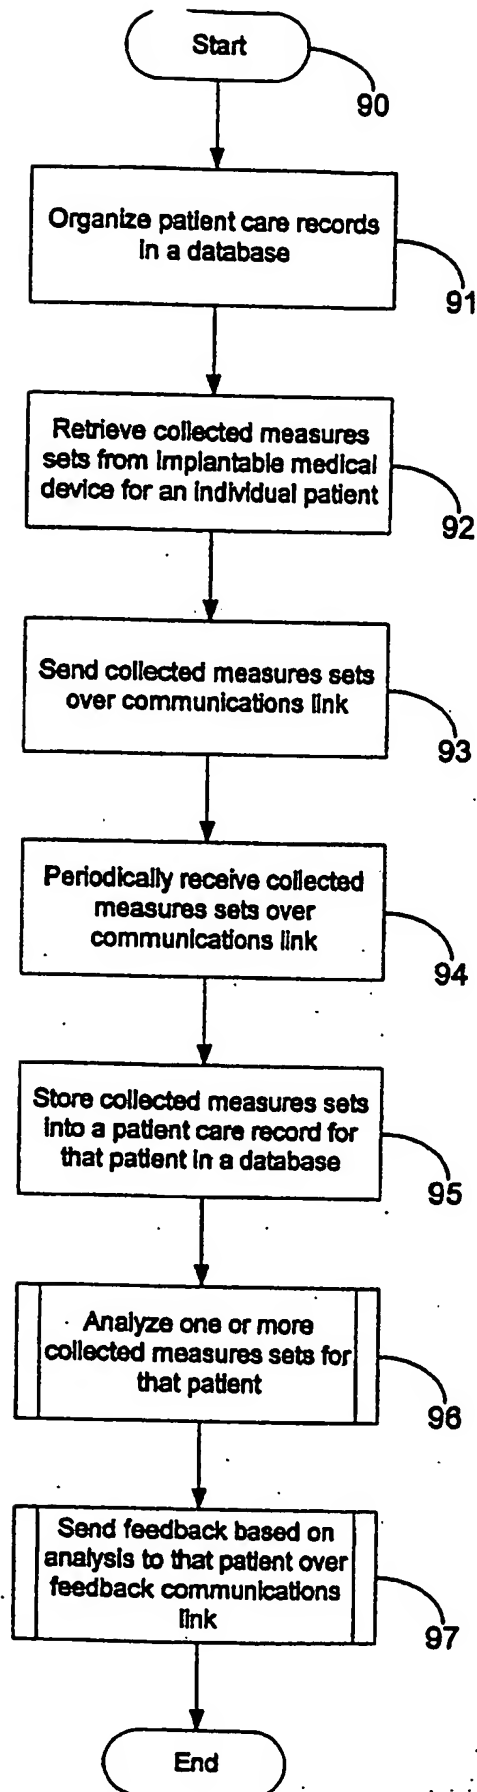 Start
90
Organize patient care records
in a database
91
Retrieve collected measures
sets from implantable medical
device for an individual patient
92
Send collected measures sets
over communications link
93
Periodically receive collected
measures sets over
communications link
94
Store collected measures sets
into a patient care record for
that patient in a database
95
Analyze one or more
collected measures sets for
that patient
96
Send feedback based on
analysis to that patient over
feedback communications
link
97
End